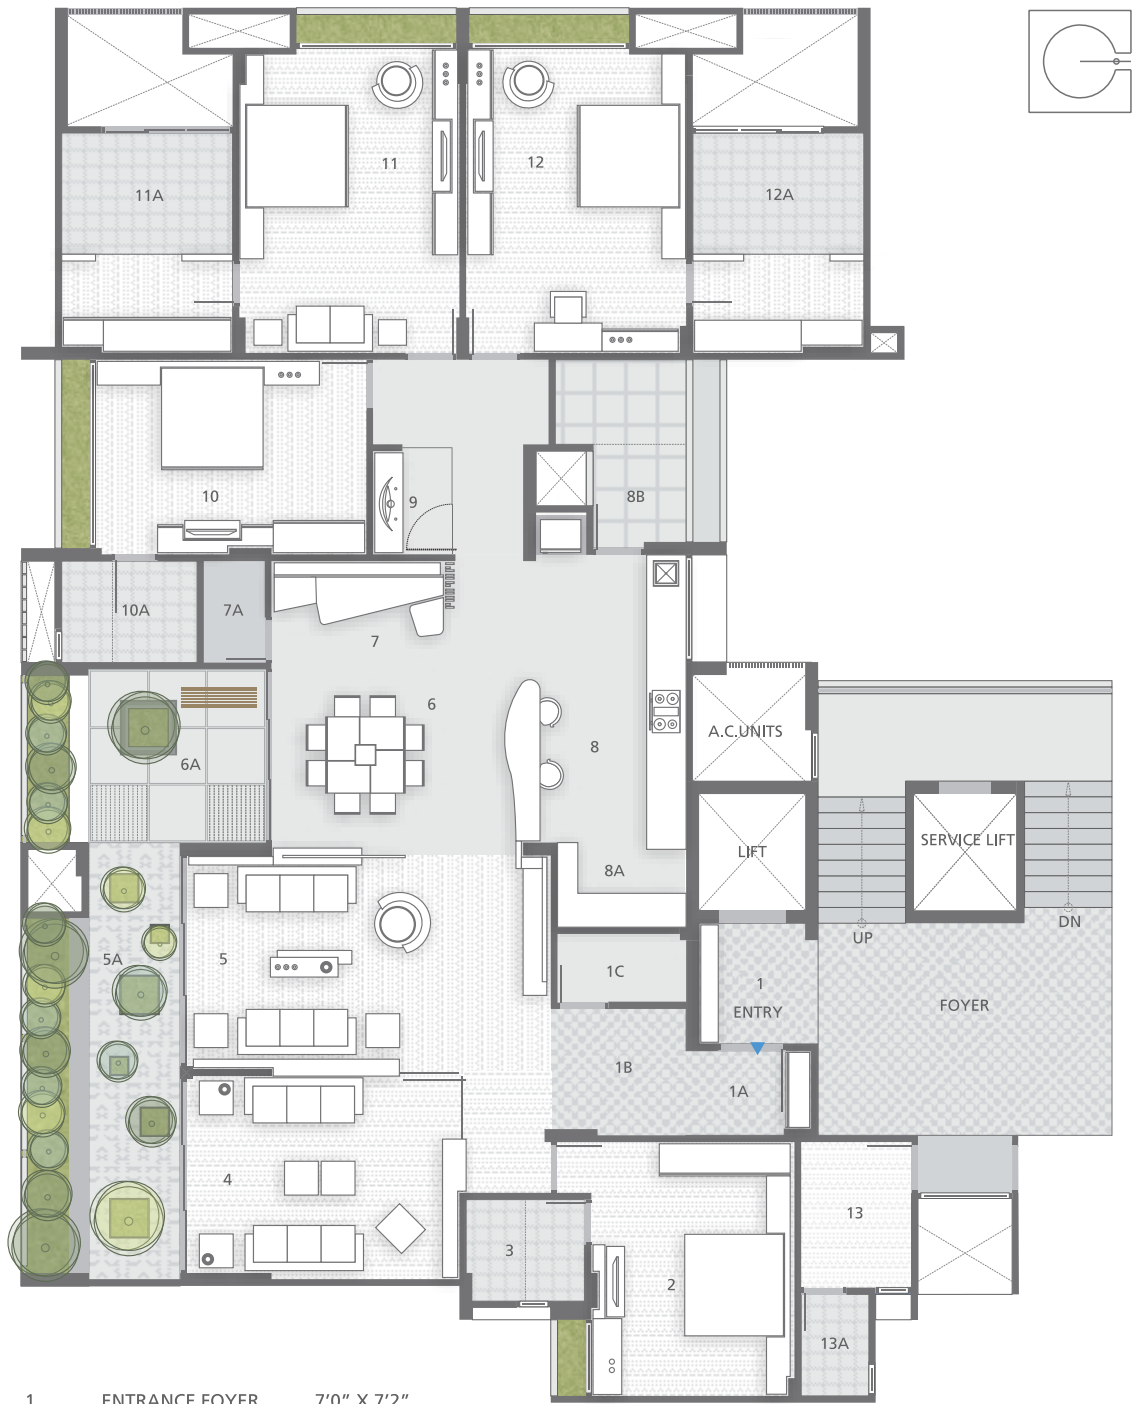 11
12
11A
12A
10
9
8B
10A
7A
7
6
6A
8
A.C.UNITS
LIFT
SERVICE LIFT
8A
UP
DN
5A
5
1C
1
ENTRY
FOYER
1B
1A
4
3
2
13
13A
1 ENTRANCE FOYER 7'0" X 7'2"